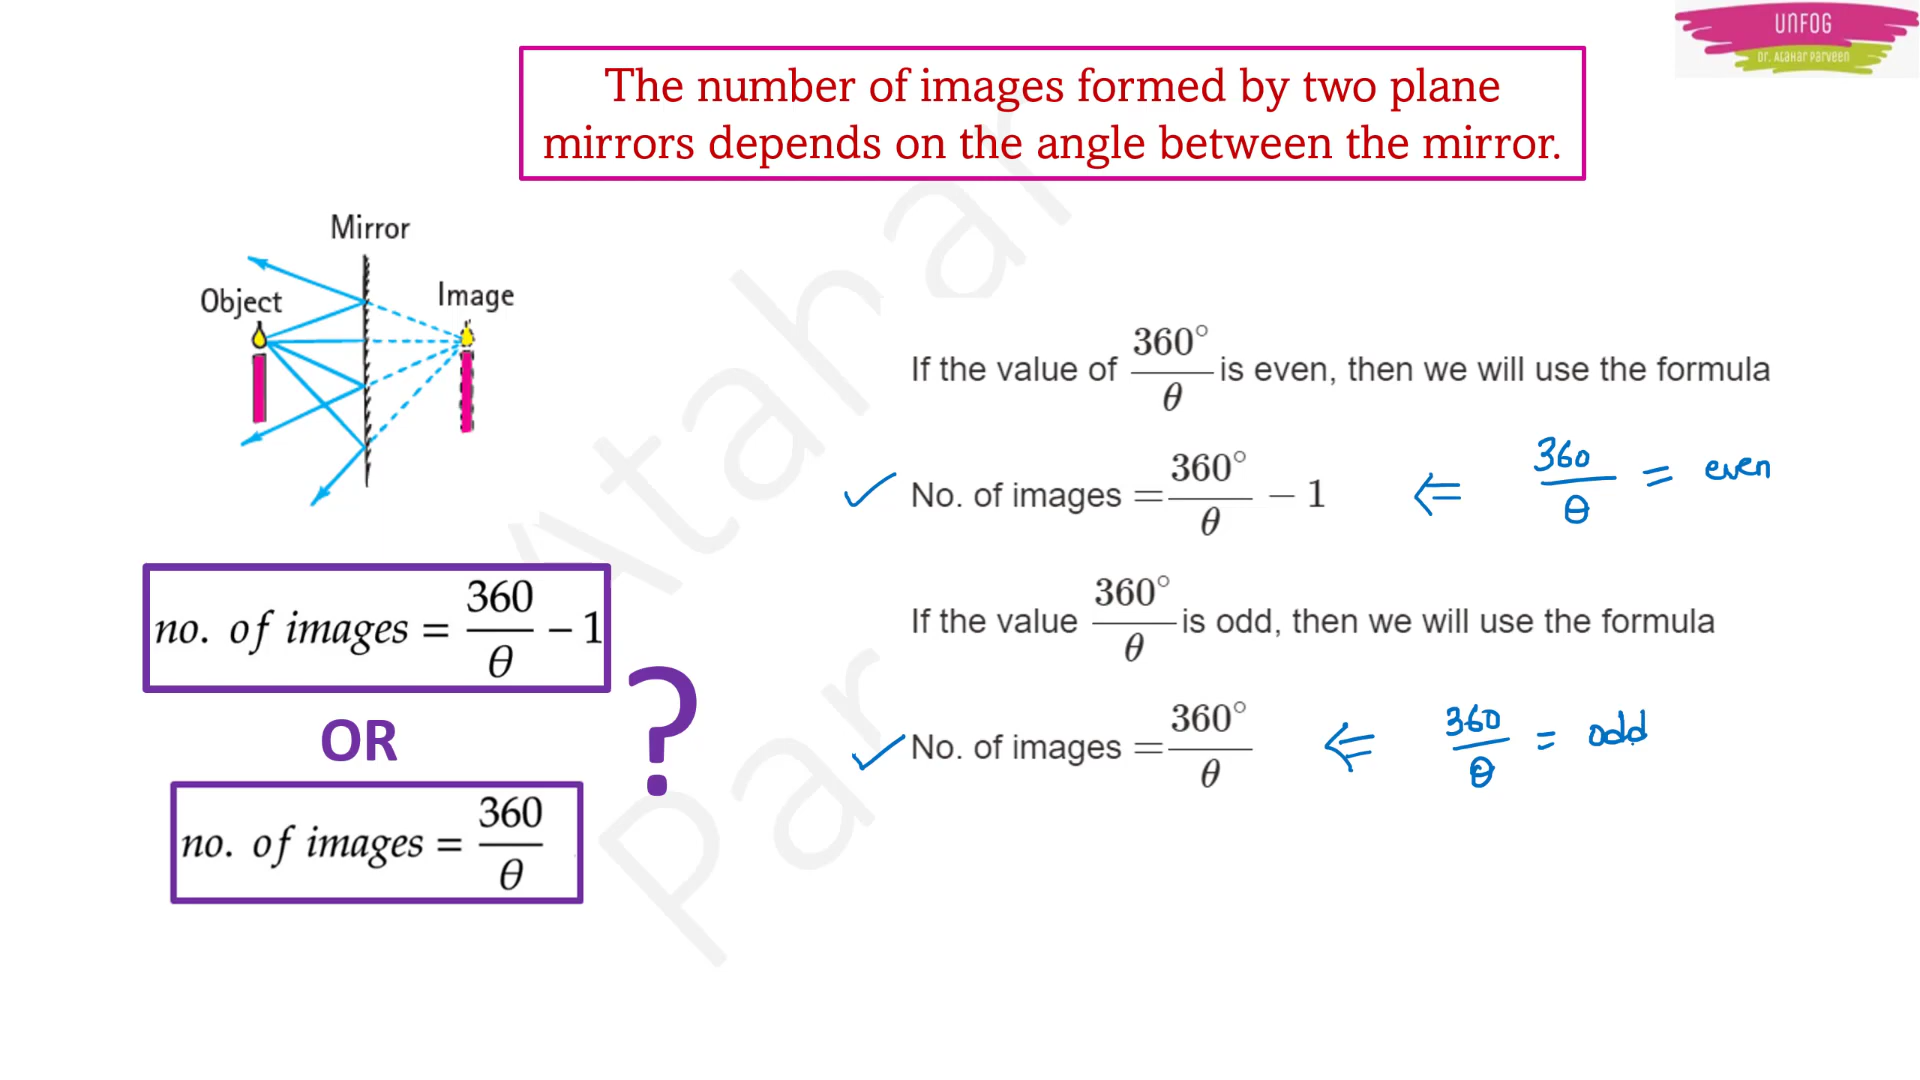 UNFOG
Dr. Atahar Parveen
The number of images formed by two plane
mirrors depends on the angle between the mirror.
Mirror
Object
Image
no. of images = 360/θ − 1
OR
no. of images = 360/θ
?
If the value of 360°/θ is even, then we will use the formula
✓ No. of images = 360°/θ − 1 ⇐ 360/θ = even
If the value 360°/θ is odd, then we will use the formula
✓ No. of images = 360°/θ ⇐ 360/θ = odd
Atahar
Par